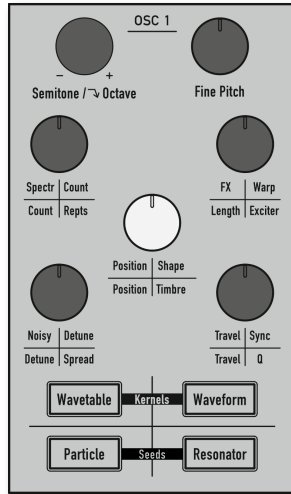 OSC 1
- +
Semitone / ⤵ Octave
Fine Pitch
Spectr | Count
Count | Repts
FX | Warp
Length | Exciter
Position | Shape
Position | Timbre
Noisy | Detune
Detune | Spread
Travel | Sync
Travel | Q
Wavetable Kernels Waveform
Particle Seeds Resonator